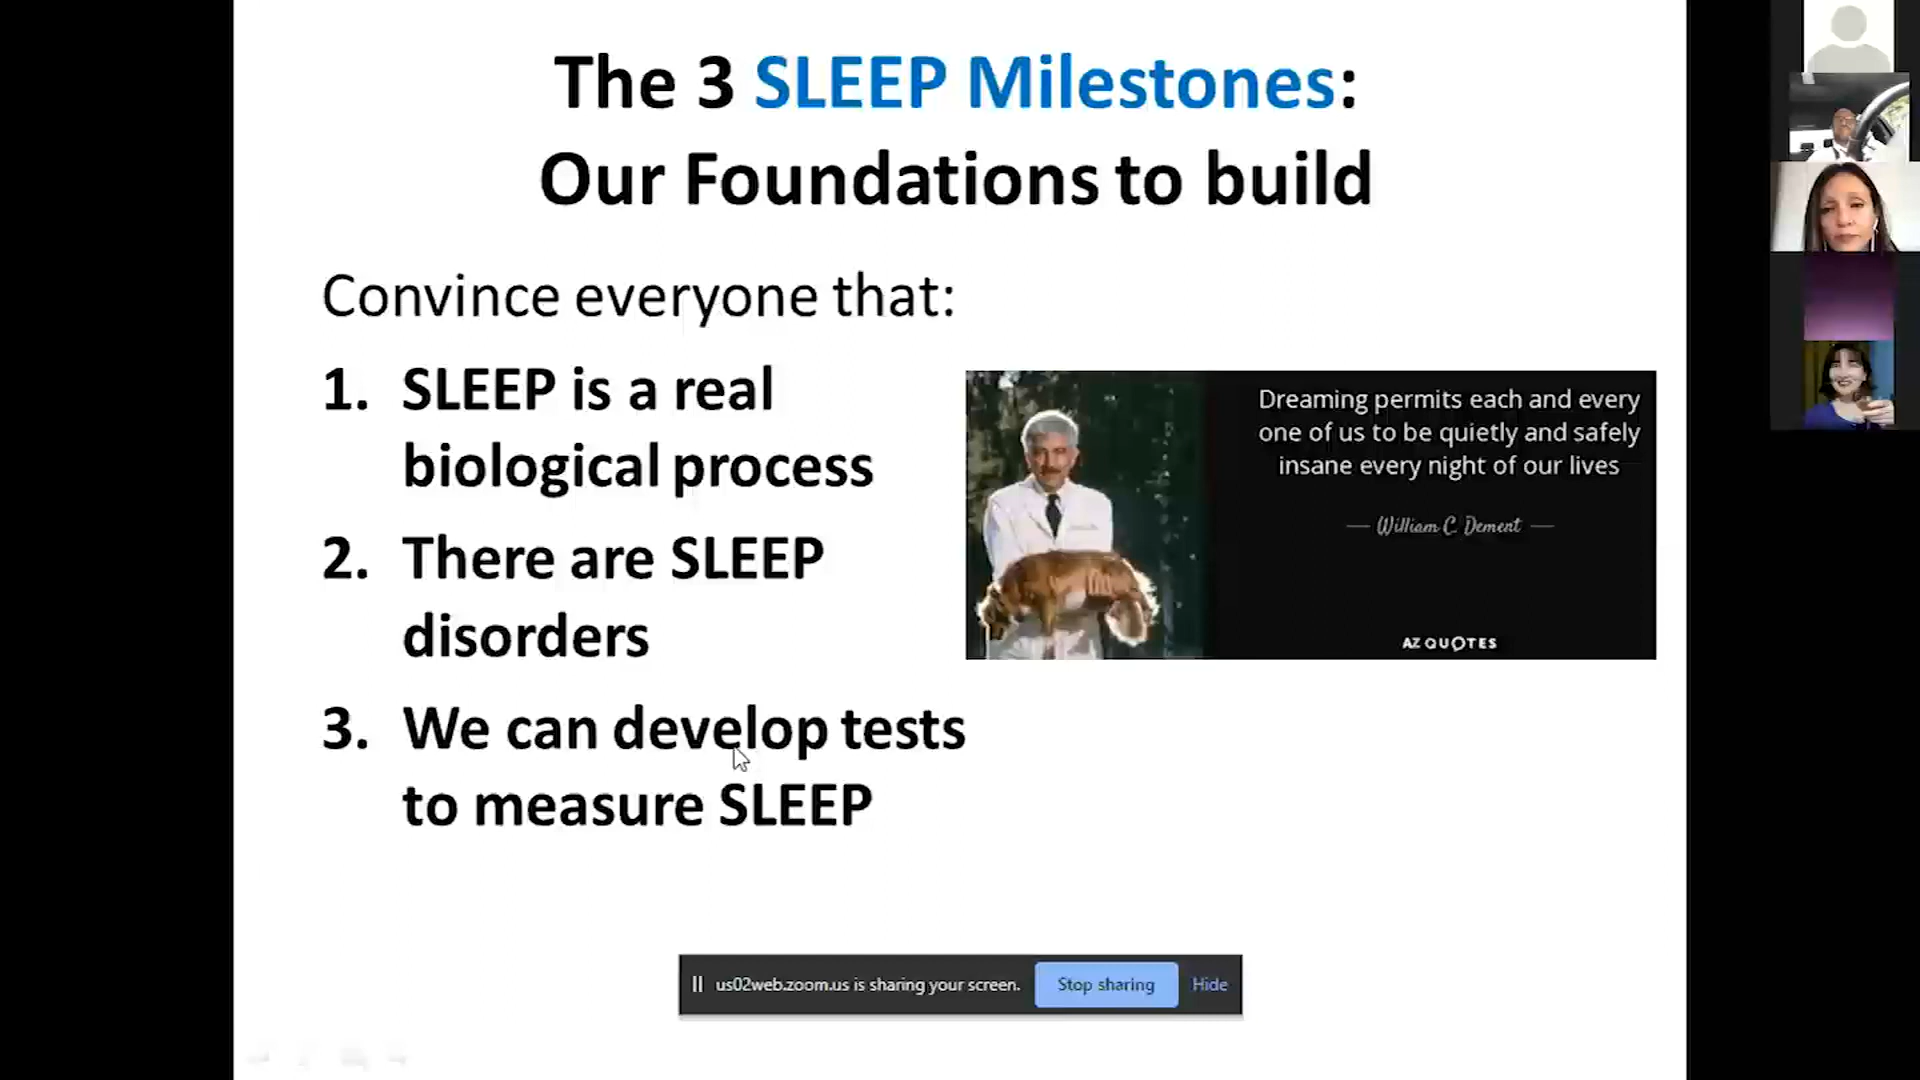 The 3 SLEEP Milestones:
Our Foundations to build
Convince everyone that:
1. SLEEP is a real
biological process
2. There are SLEEP
disorders
3. We can develop tests
to measure SLEEP
Dreaming permits each and every
one of us to be quietly and safely
insane every night of our lives
— William C. Dement —
AZ QUOTES
us02web.zoom.us is sharing your screen.
Stop sharing
Hide